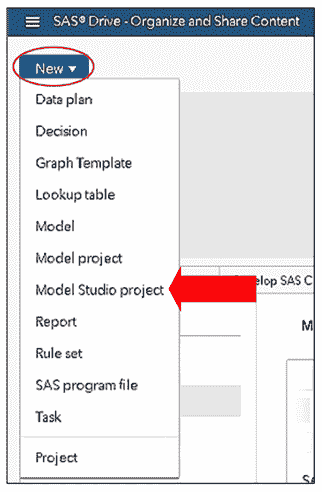 SAS® Drive - Organize and Share Content
New
Data plan
Decision
Graph Template
Lookup table
Model
Model project
Model Studio project
Report
Rule set
SAS program file
Task
Project